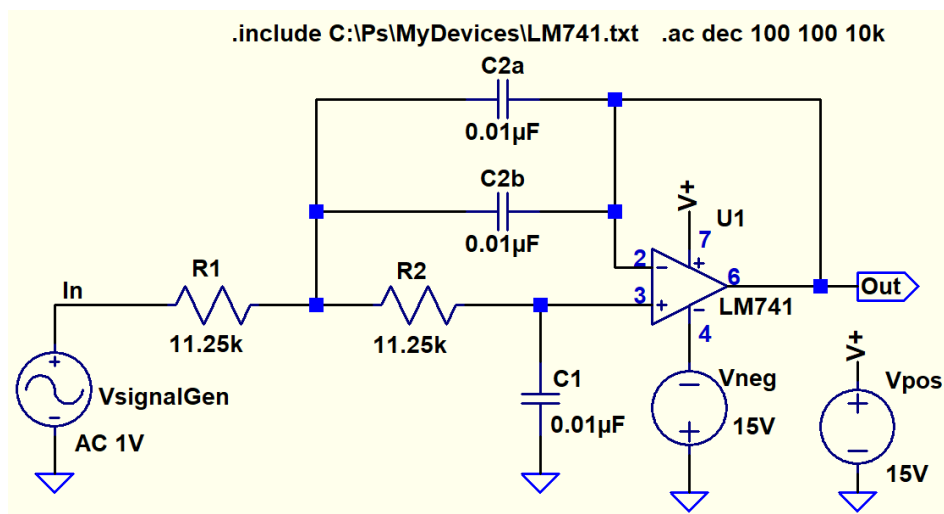 .include C:\Ps\MyDevices\LM741.txt .ac dec 100 100 10k
C2a
0.01µF
C2b
0.01µF
V+
U1
7
2
6
3
4
LM741
Out
In
R1
11.25k
R2
11.25k
C1
0.01µF
VsignalGen
AC 1V
Vneg
15V
V+
Vpos
15V